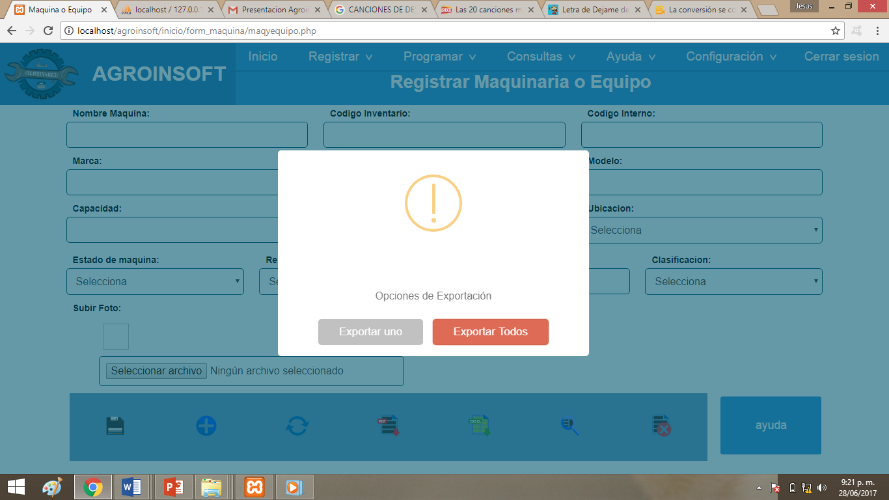 Maquina o Equipo
localhost / 127.0.0.1
Presentacion Agroi
CANCIONES DE DE
Las 20 canciones m
Letra de Dejame de
La conversión se co
Jesus
localhost/agroinsoft/inicio/form_maquina/maqyequipo.php
AGROINSOFT
Inicio
Registrar
Programar
Consultas
Ayuda
Configuración
Cerrar sesion
Registrar Maquinaria o Equipo
Nombre Maquina:
Codigo Inventario:
Codigo Interno:
Marca:
Modelo:
Capacidad:
Ubicacion:
Selecciona
Estado de maquina:
Re
Clasificacion:
Selecciona
Se
Selecciona
Opciones de Exportación
Exportar uno
Exportar Todos
Subir Foto:
Seleccionar archivo
Ningún archivo seleccionado
ayuda
9:21 p. m.
28/06/2017